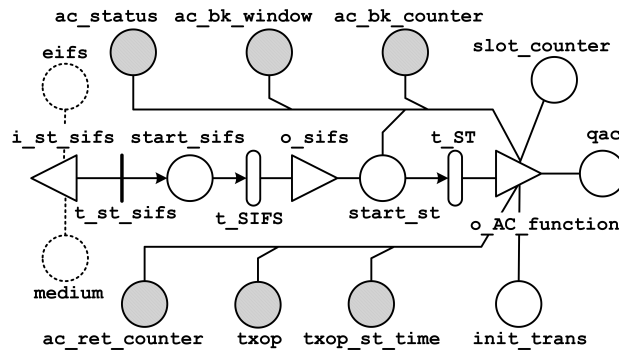 ac_status ac_bk_window ac_bk_counter
eifs
slot_counter
i_st_sifs start_sifs o_sifs t_ST qac
t_st_sifs t_SIFS start_st
o_AC_function
medium
ac_ret_counter txop txop_st_time init_trans